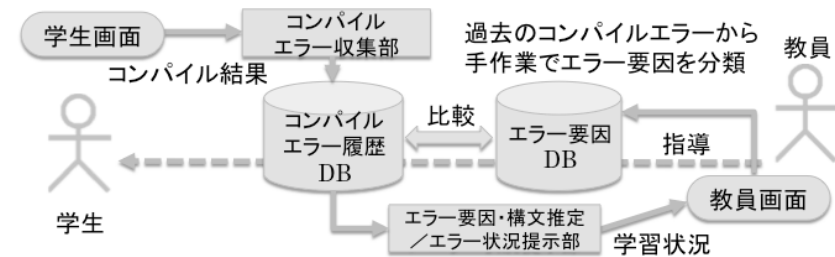 学生画面
コンパイル
エラー収集部
過去のコンパイルエラーから
手作業でエラー要因を分類
教員
コンパイル結果
コンパイル
エラー履歴
DB
比較
エラー要因
DB
指導
学生
教員画面
エラー要因・構文推定
／エラー状況提示部
学習状況